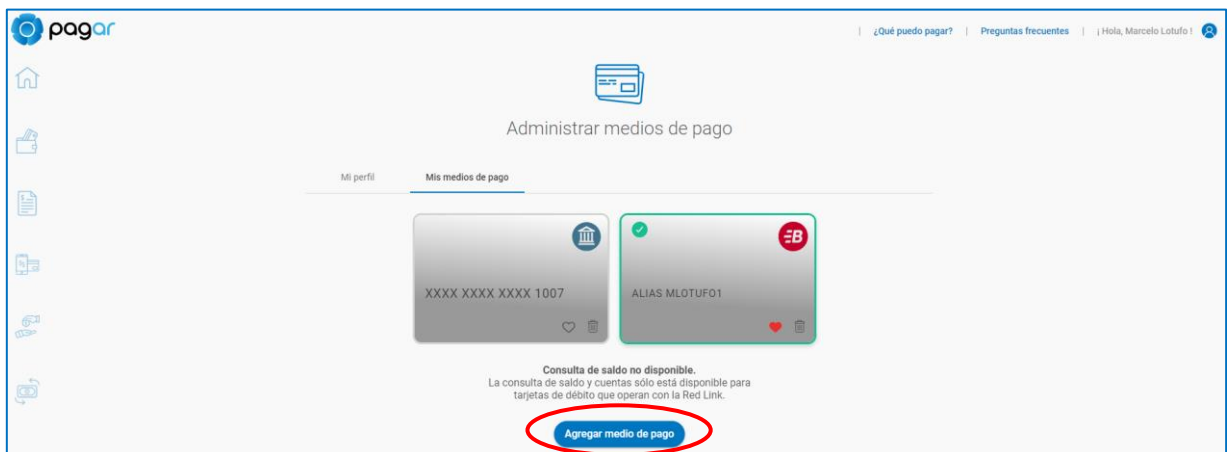 pagar
| ¿Qué puedo pagar? | Preguntas frecuentes | ¡ Hola, Marcelo Lotufo !
Administrar medios de pago
Mi perfil Mis medios de pago
XXXX XXXX XXXX 1007
ALIAS MLOTUFO1
Consulta de saldo no disponible.
La consulta de saldo y cuentas sólo está disponible para
tarjetas de débito que operan con la Red Link.
Agregar medio de pago